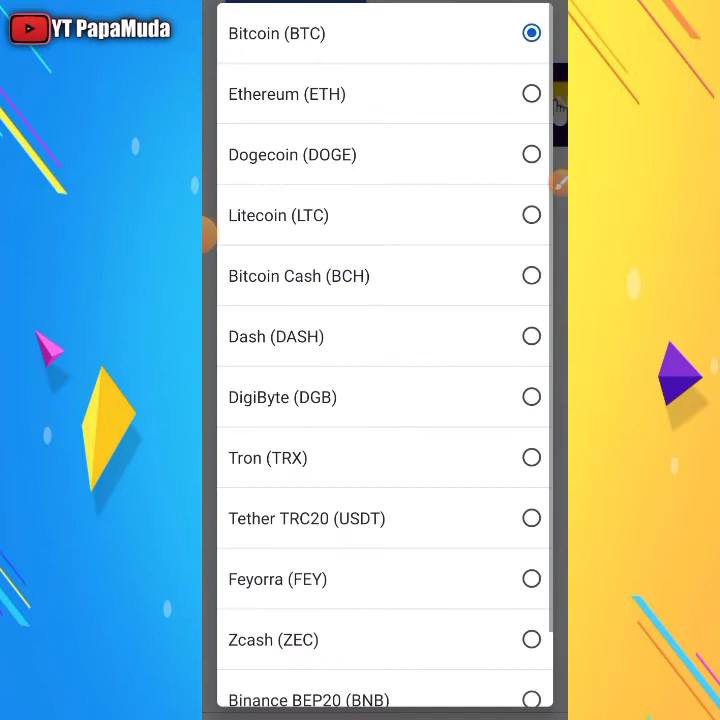 YT PapaMuda
Bitcoin (BTC)
Ethereum (ETH)
Dogecoin (DOGE)
Litecoin (LTC)
Bitcoin Cash (BCH)
Dash (DASH)
DigiByte (DGB)
Tron (TRX)
Tether TRC20 (USDT)
Feyorra (FEY)
Zcash (ZEC)
Binance BEP20 (BNB)